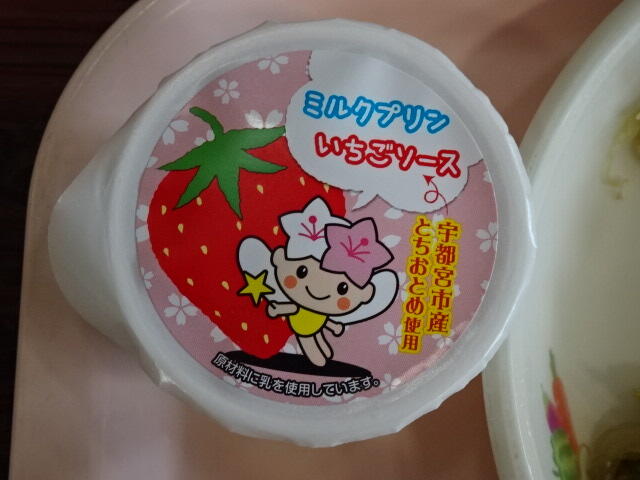 ミルクプリン
いちごソース
宇都宮市産
とちおとめ使用
原材料に乳を使用しています。